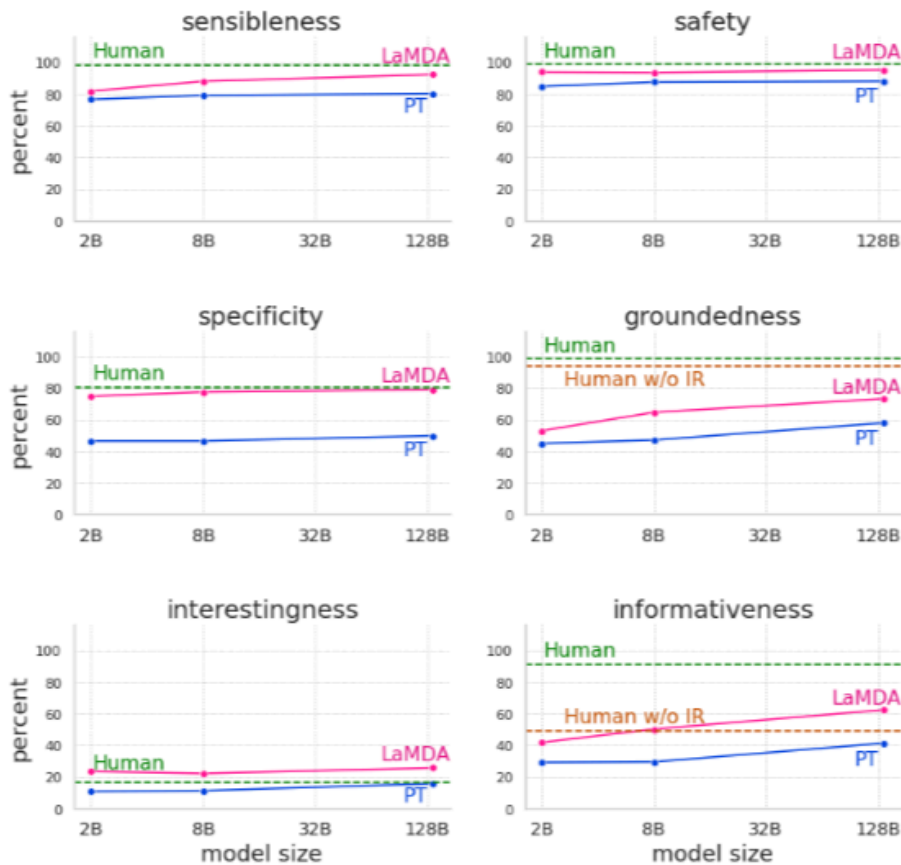 sensibleness
Human
LaMDA
PT
percent
100
80
60
40
20
0
2B 8B 32B 128B
safety
Human
LaMDA
PT
100
80
60
40
20
0
2B 8B 32B 128B
specificity
Human
LaMDA
PT
percent
100
80
60
40
20
0
2B 8B 32B 128B
groundedness
Human
Human w/o IR
LaMDA
PT
100
80
60
40
20
0
2B 8B 32B 128B
interestingness
Human
LaMDA
PT
percent
100
80
60
40
20
0
2B 8B 32B 128B
model size
informativeness
Human
Human w/o IR
LaMDA
PT
100
80
60
40
20
0
2B 8B 32B 128B
model size